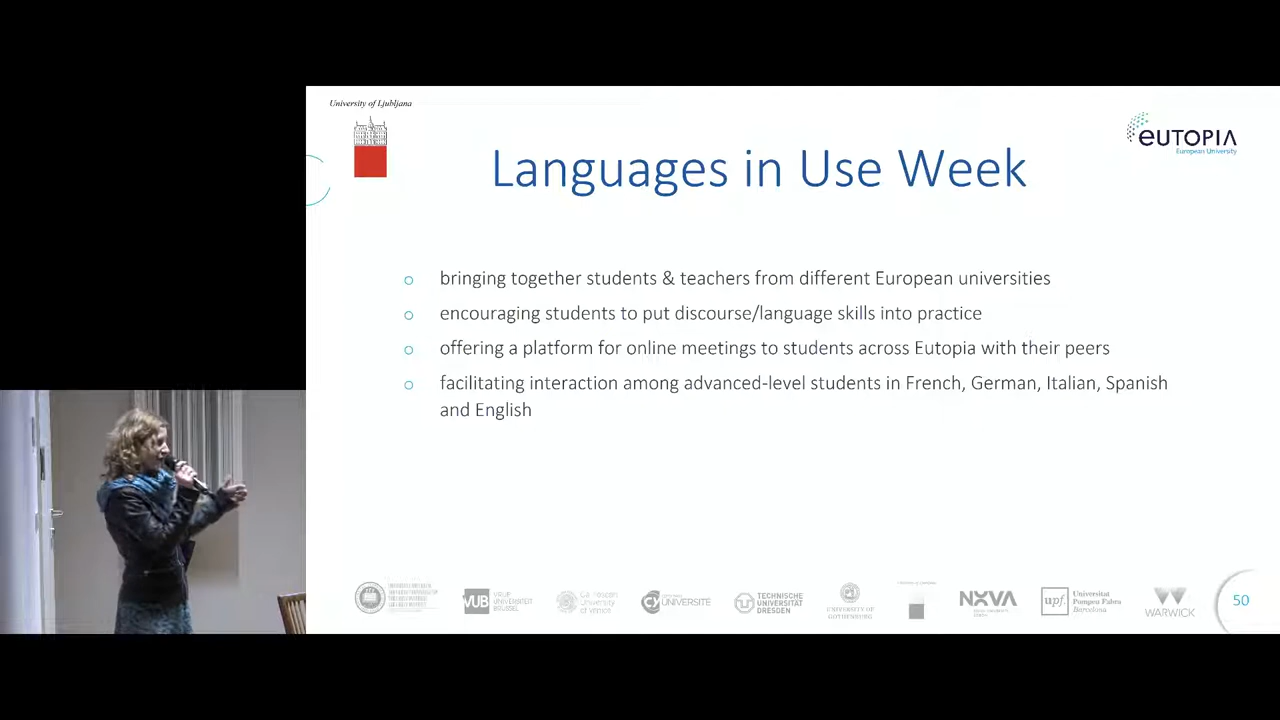 University of Ljubljana
eUTOPIA
European University
Languages in Use Week
bringing together students & teachers from different European universities
encouraging students to put discourse/language skills into practice
offering a platform for online meetings to students across Eutopia with their peers
facilitating interaction among advanced-level students in French, German, Italian, Spanish
and English
VUB
VRIJE
UNIVERSITEIT
BRUSSEL
Ca' Foscari
University
of Venice
CY
UNIVERSITÉ
TECHNISCHE
UNIVERSITÄT
DRESDEN
UNIVERSITY OF
GOTHENBURG
NOVA
upf.
Universitat
Pompeu Fabra
Barcelona
WARWICK
50